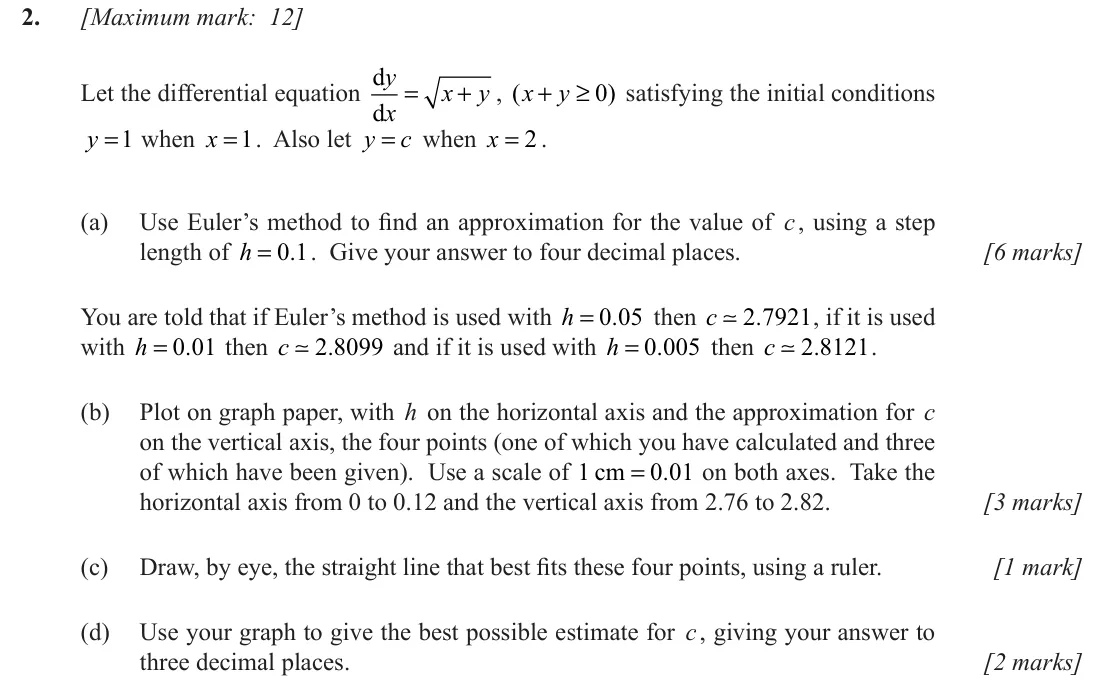 2. [Maximum mark: 12]
Let the differential equation dy/dx = √(x + y) , (x + y ≥ 0) satisfying the initial conditions
y = 1 when x = 1. Also let y = c when x = 2.
(a) Use Euler’s method to find an approximation for the value of c, using a step
length of h = 0.1. Give your answer to four decimal places. [6 marks]
You are told that if Euler’s method is used with h = 0.05 then c ≃ 2.7921, if it is used
with h = 0.01 then c ≃ 2.8099 and if it is used with h = 0.005 then c ≃ 2.8121.
(b) Plot on graph paper, with h on the horizontal axis and the approximation for c
on the vertical axis, the four points (one of which you have calculated and three
of which have been given). Use a scale of 1 cm = 0.01 on both axes. Take the
horizontal axis from 0 to 0.12 and the vertical axis from 2.76 to 2.82. [3 marks]
(c) Draw, by eye, the straight line that best fits these four points, using a ruler. [1 mark]
(d) Use your graph to give the best possible estimate for c, giving your answer to
three decimal places. [2 marks]